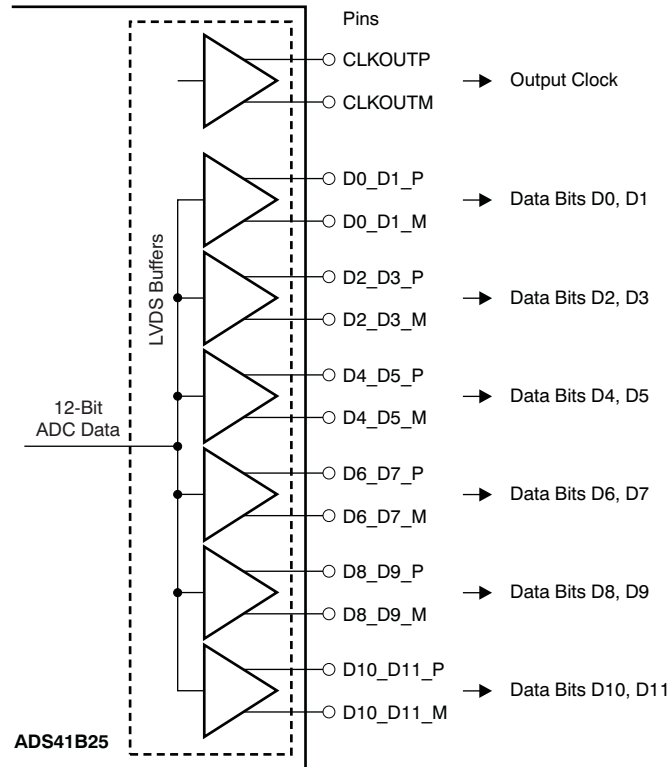 Pins
CLKOUTP
CLKOUTM
Output Clock
D0_D1_P
D0_D1_M
Data Bits D0, D1
LVDS Buffers
D2_D3_P
D2_D3_M
Data Bits D2, D3
D4_D5_P
D4_D5_M
Data Bits D4, D5
12-Bit
ADC Data
D6_D7_P
D6_D7_M
Data Bits D6, D7
D8_D9_P
D8_D9_M
Data Bits D8, D9
D10_D11_P
D10_D11_M
Data Bits D10, D11
ADS41B25